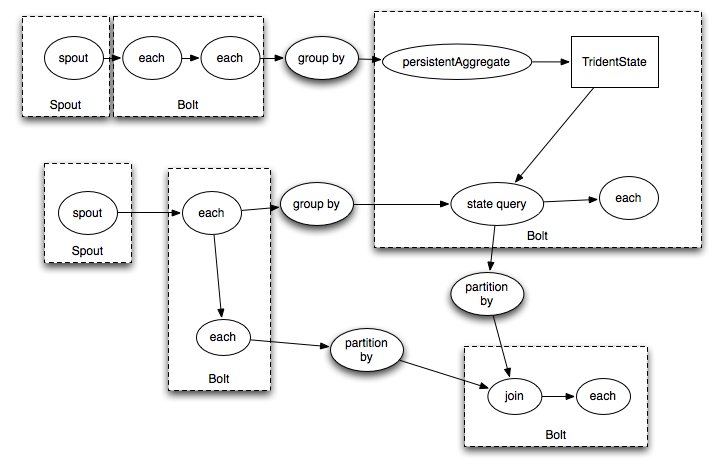 spout
each
each
group by
persistentAggregate
TridentState
Spout
Bolt
spout
each
group by
state query
each
Spout
Bolt
partition
by
each
partition
by
Bolt
join
each
Bolt